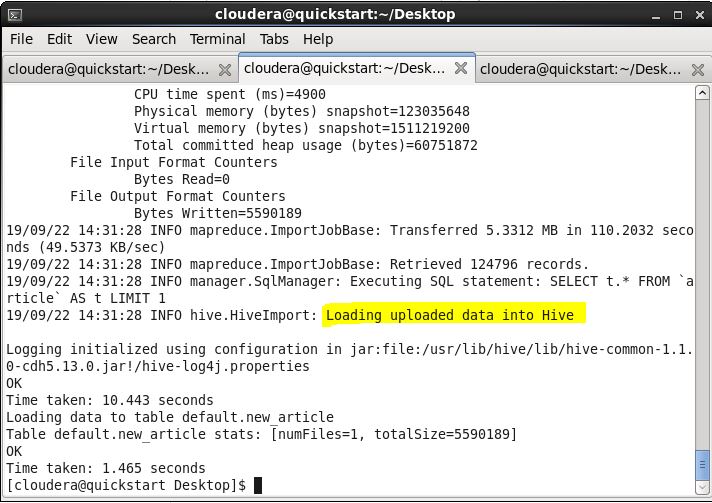 cloudera@quickstart:~/Desktop
File Edit View Search Terminal Tabs Help
cloudera@quickstart:~/Desk... cloudera@quickstart:~/Desk... cloudera@quickstart:~/Desk...
CPU time spent (ms)=4900
Physical memory (bytes) snapshot=123035648
Virtual memory (bytes) snapshot=1511219200
Total committed heap usage (bytes)=60751872
File Input Format Counters
Bytes Read=0
File Output Format Counters
Bytes Written=5590189
19/09/22 14:31:28 INFO mapreduce.ImportJobBase: Transferred 5.3312 MB in 110.2032 seco
nds (49.5373 KB/sec)
19/09/22 14:31:28 INFO mapreduce.ImportJobBase: Retrieved 124796 records.
19/09/22 14:31:28 INFO manager.SqlManager: Executing SQL statement: SELECT t.* FROM `a
rticle` AS t LIMIT 1
19/09/22 14:31:28 INFO hive.HiveImport: Loading uploaded data into Hive
Logging initialized using configuration in jar:file:/usr/lib/hive/lib/hive-common-1.1.
0-cdh5.13.0.jar!/hive-log4j.properties
OK
Time taken: 10.443 seconds
Loading data to table default.new_article
Table default.new_article stats: [numFiles=1, totalSize=5590189]
OK
Time taken: 1.465 seconds
[cloudera@quickstart Desktop]$